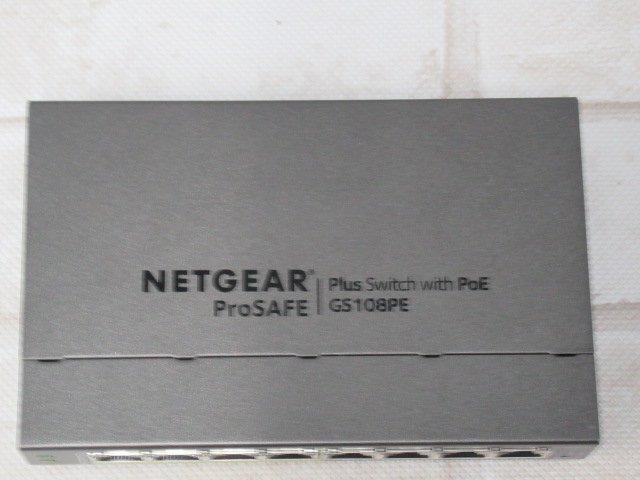 NETGEAR®
ProSAFE
Plus Switch with PoE
GS108PE